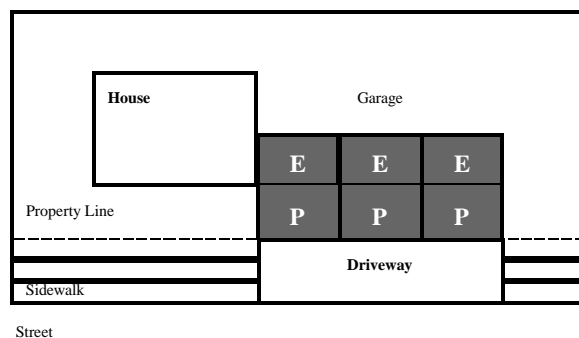 House
Garage
E E E
Property Line
P P P
Driveway
Sidewalk
Street